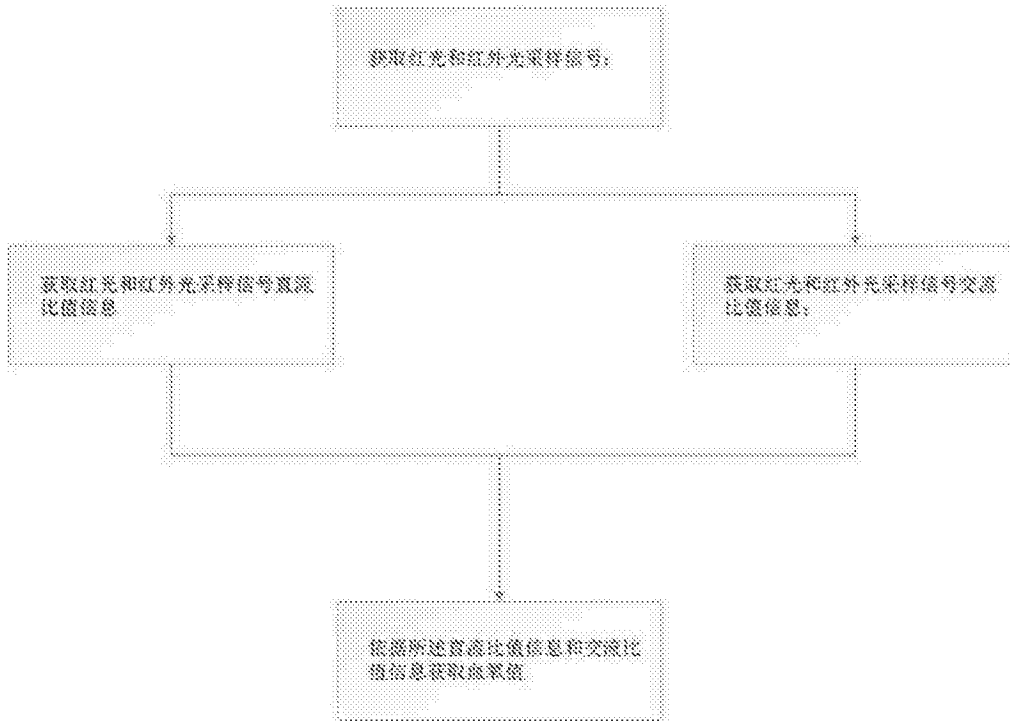 获取红光和红外光采样信号；
获取红光和红外光采样信号直流
比值信息
获取红光和红外光采样信号交流
比值信息；
依据所述直流比值信息和交流比
值信息获取血氧值